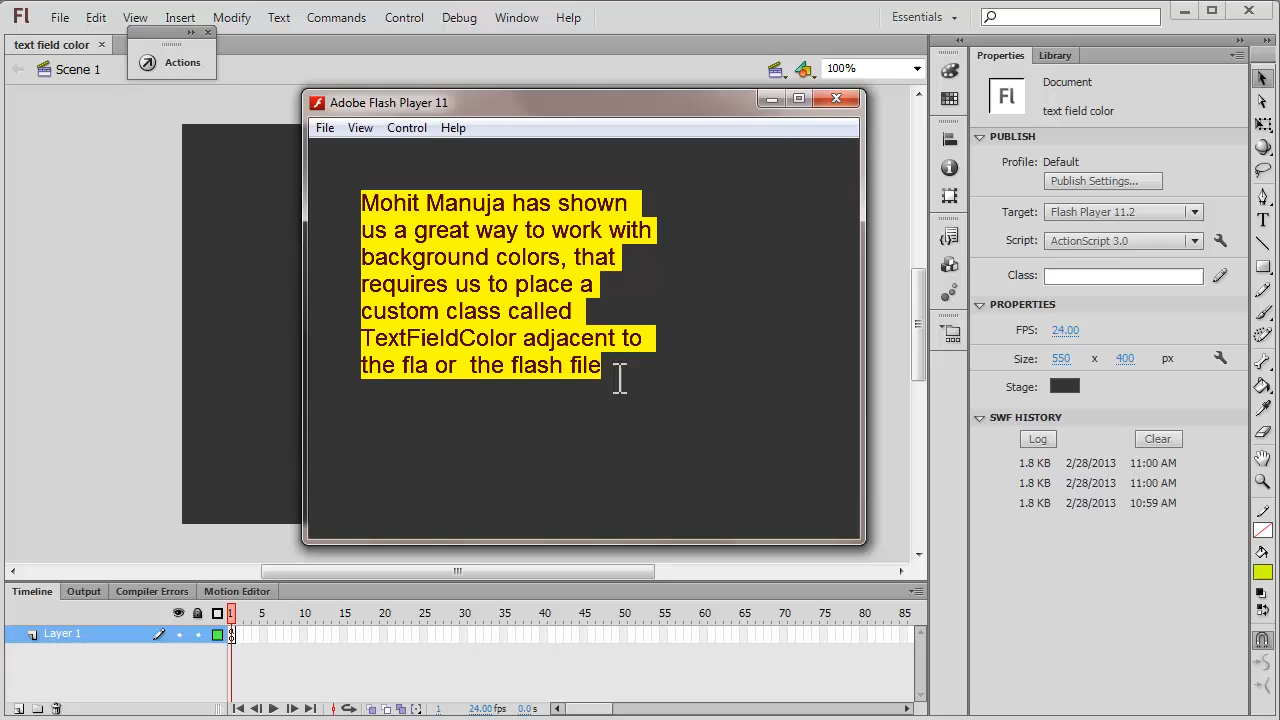 Fl File Edit View Insert Modify Text Commands Control Debug Window Help Essentials
text field color
Actions
Scene 1
100%
Adobe Flash Player 11
File View Control Help
Mohit Manuja has shown
us a great way to work with
background colors, that
requires us to place a
custom class called
TextFieldColor adjacent to
the fla or  the flash file
Properties Library
Fl
Document
text field color
PUBLISH
Profile: Default
Publish Settings...
Target: Flash Player 11.2
Script: ActionScript 3.0
Class:
PROPERTIES
FPS: 24.00
Size: 550 x 400 px
Stage:
SWF HISTORY
Log Clear
1.8 KB 2/28/2013 11:00 AM
1.8 KB 2/28/2013 11:00 AM
1.8 KB 2/28/2013 10:59 AM
Timeline Output Compiler Errors Motion Editor
1 5 10 15 20 25 30 35 40 45 50 55 60 65 70 75 80 85
Layer 1
1 24.00 fps 0.0 s